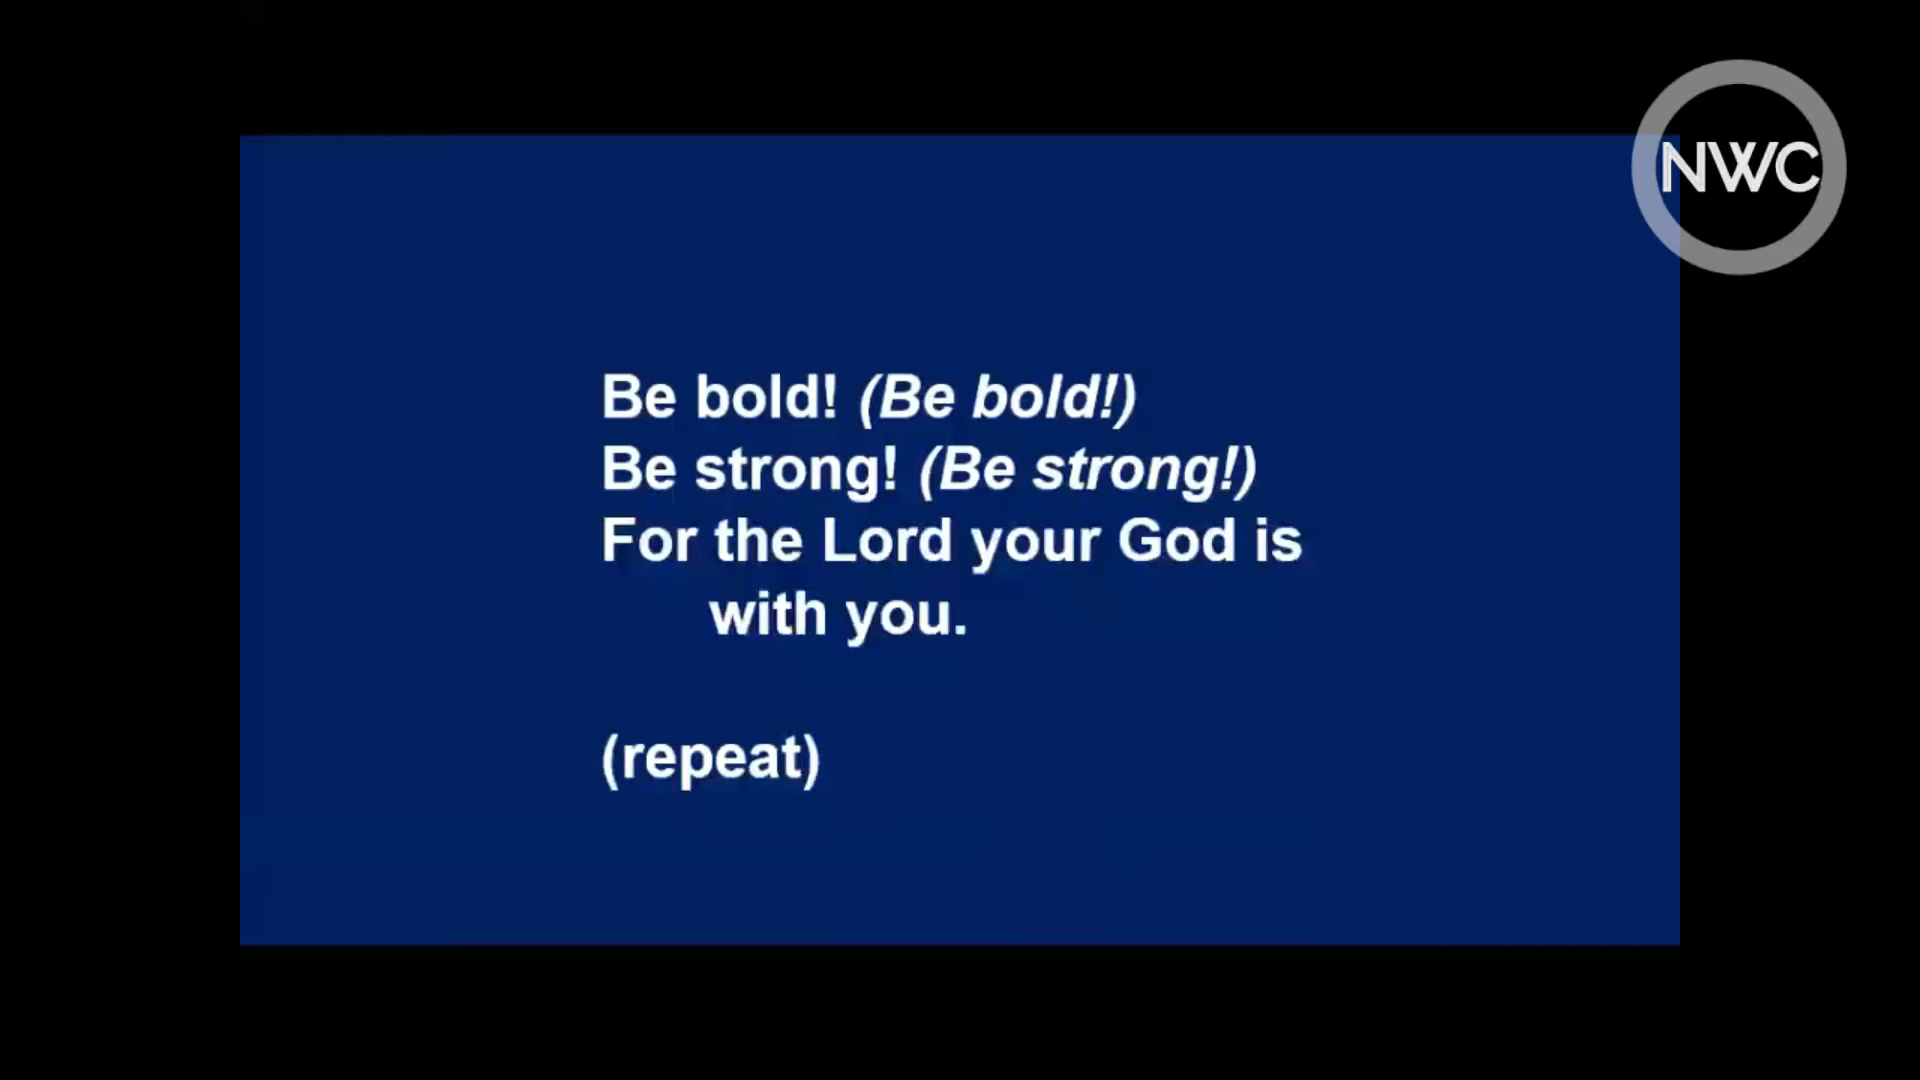 NWC
Be bold! (Be bold!)
Be strong! (Be strong!)
For the Lord your God is
with you.
(repeat)